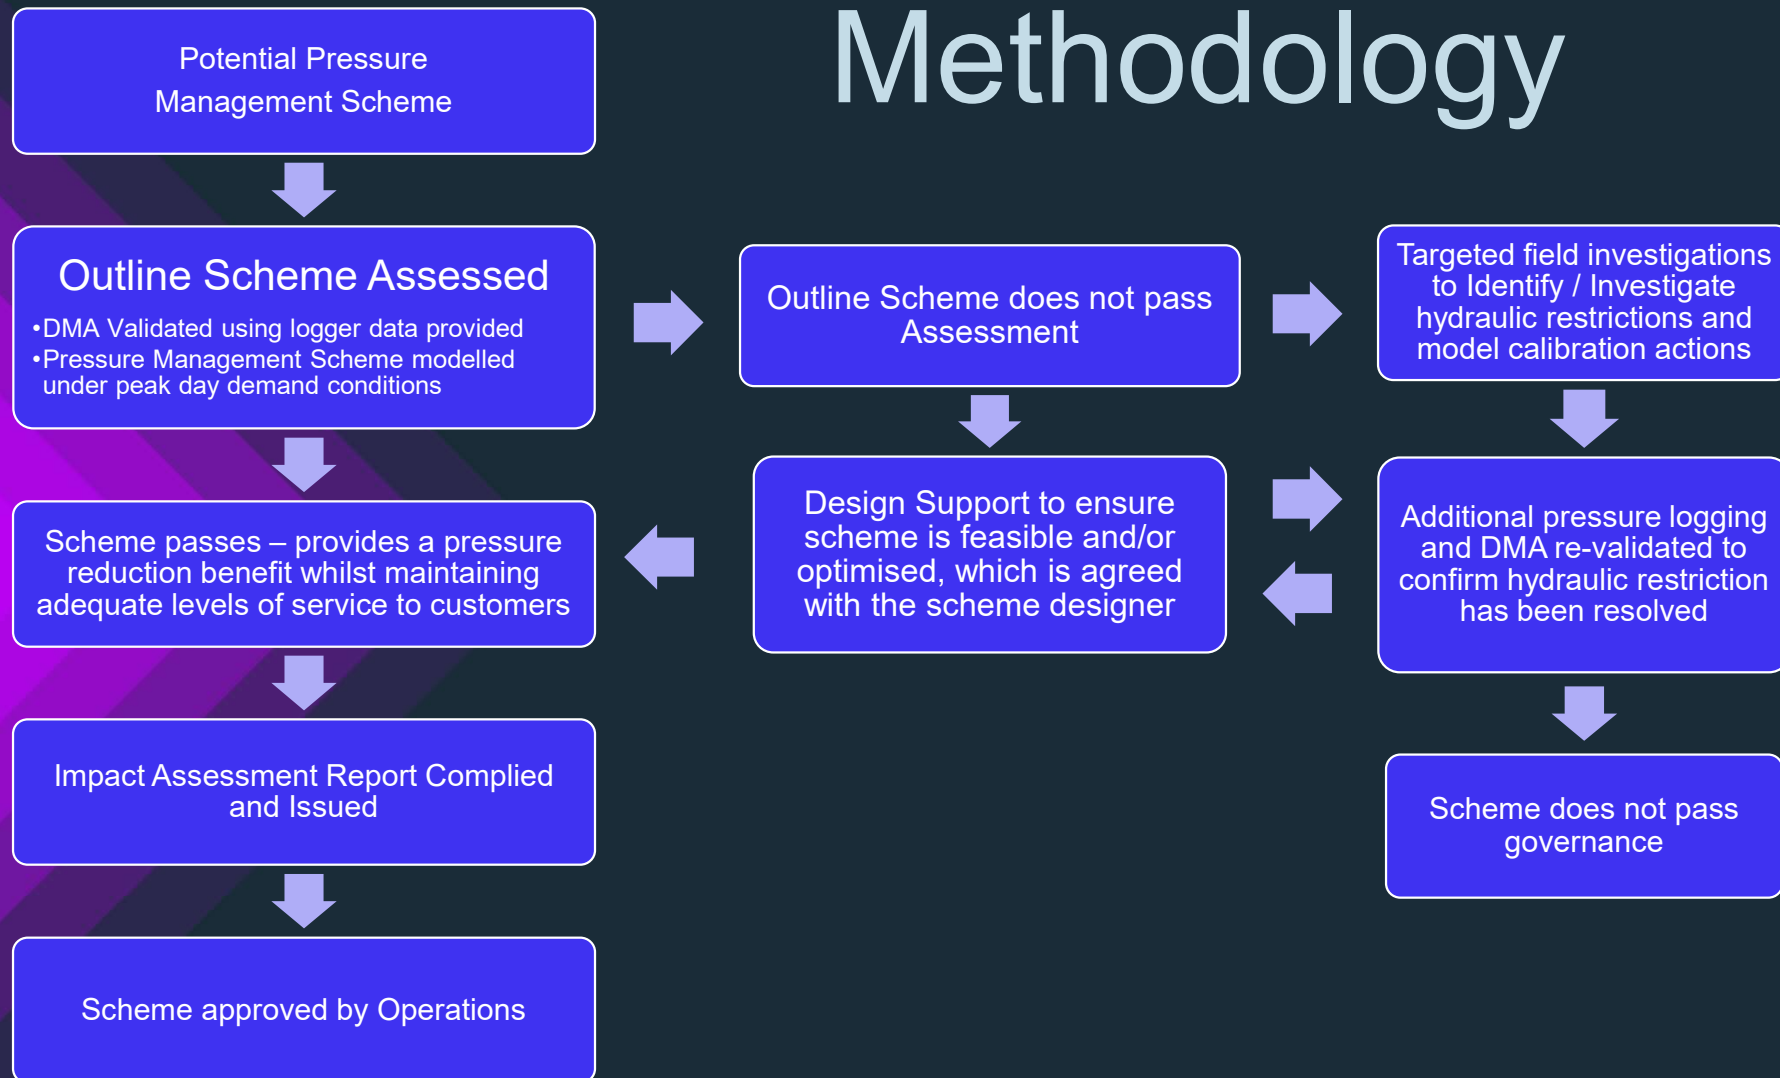 Methodology
Potential Pressure
Management Scheme
Outline Scheme Assessed
•DMA Validated using logger data provided
•Pressure Management Scheme modelled
under peak day demand conditions
Scheme passes – provides a pressure
reduction benefit whilst maintaining
adequate levels of service to customers
Impact Assessment Report Complied
and Issued
Scheme approved by Operations
Outline Scheme does not pass
Assessment
Design Support to ensure
scheme is feasible and/or
optimised, which is agreed
with the scheme designer
Targeted field investigations
to Identify / Investigate
hydraulic restrictions and
model calibration actions
Additional pressure logging
and DMA re-validated to
confirm hydraulic restriction
has been resolved
Scheme does not pass
governance